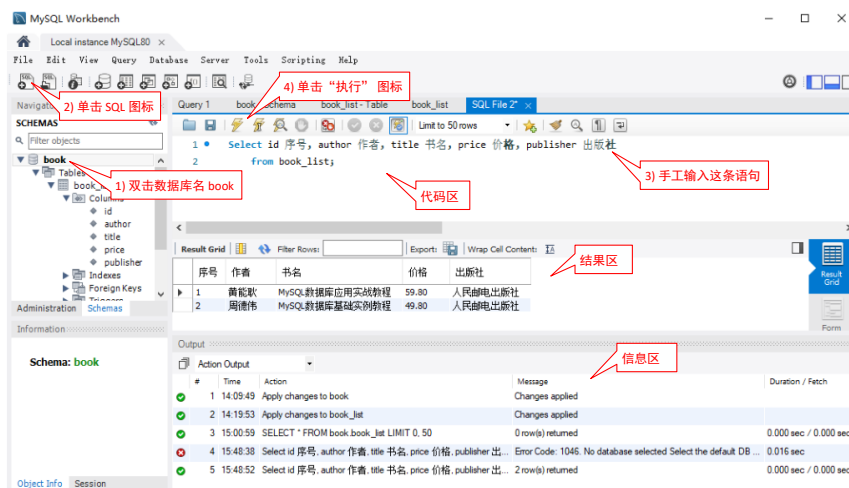 MySQL Workbench
Local instance MySQL80
File Edit View Query Database Server Tools Scripting Help
4) 单击“执行” 图标
2) 单击 SQL 图标
Navigat
Query 1
book_list - Table
book_list
SQL File 2*
SCHEMAS
Filter objects
Limit to 50 rows
book
Tables
Columns
id
author
title
price
publisher
Indexes
Foreign Keys
Triggers
1) 双击数据库名 book
1 Select id 序号, author 作者, title 书名, price 价格, publisher 出版社
2 from book_list;
3) 手工输入这条语句
代码区
Result Grid Filter Rows: Export: Wrap Cell Content:
结果区
序号 作者 书名 价格 出版社
1 黄能耿 MySQL数据库应用实战教程 59.80 人民邮电出版社
2 周德伟 MySQL数据库基础实例教程 49.80 人民邮电出版社
Result
Grid
Form
Administration Schemas
Information
Schema: book
Output
Action Output
信息区
# Time Action Message Duration / Fetch
1 14:09:49 Apply changes to book Changes applied
2 14:19:53 Apply changes to book_list Changes applied
3 15:00:59 SELECT * FROM book.book_list LIMIT 0, 50 0 row(s) returned 0.000 sec / 0.000 sec
4 15:48:38 Select id 序号, author 作者, title 书名, price 价格, publisher 出... Error Code: 1046. No database selected Select the default DB ... 0.016 sec
5 15:48:52 Select id 序号, author 作者, title 书名, price 价格, publisher 出... 2 row(s) returned 0.000 sec / 0.000 sec
Object Info Session